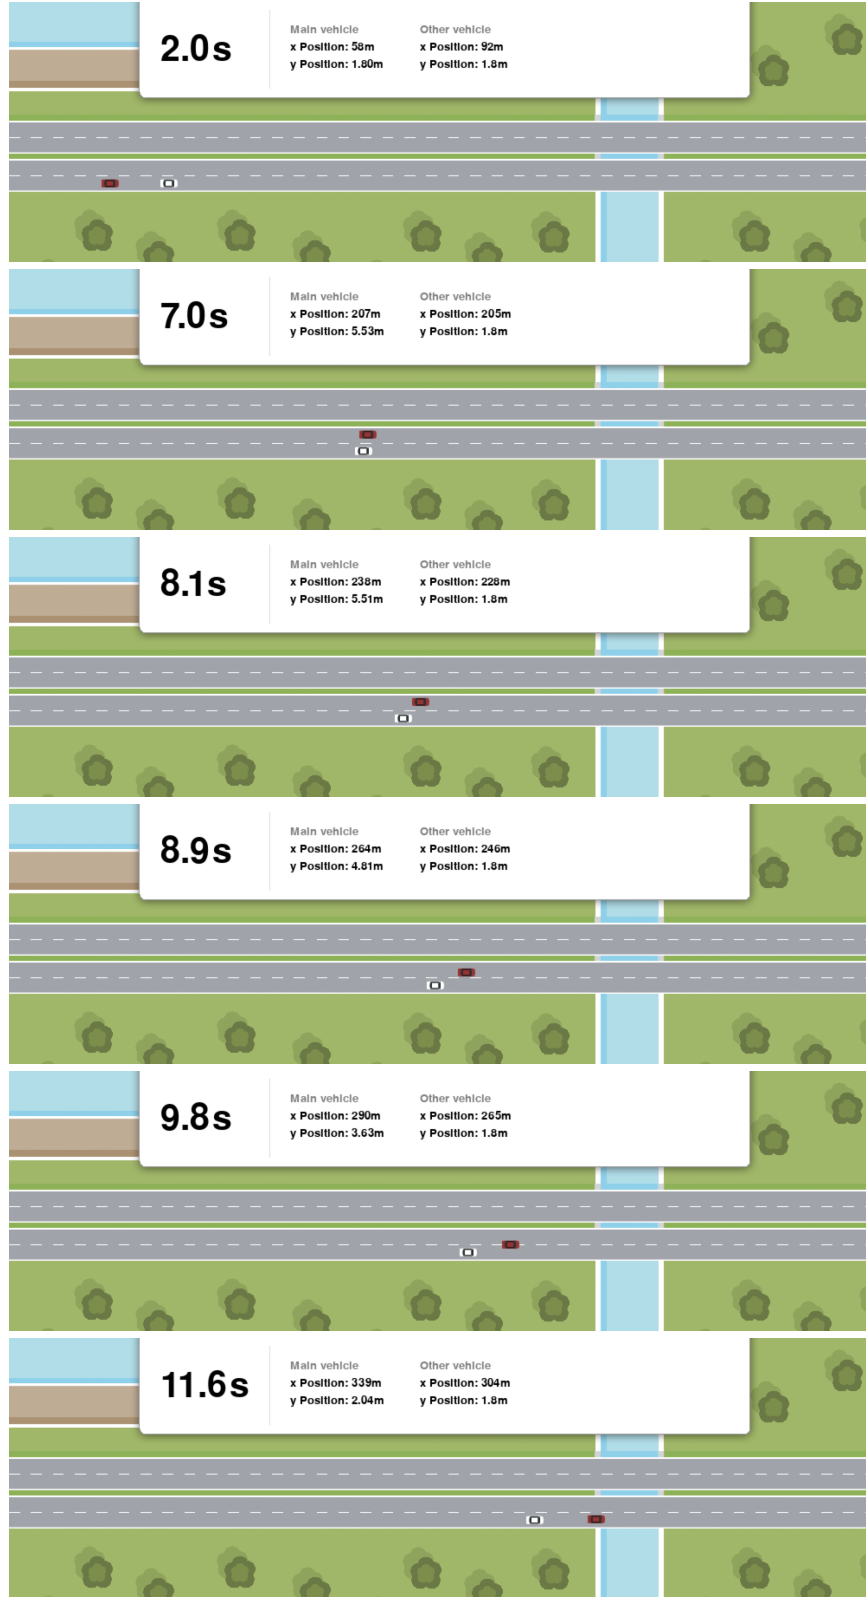 2.0s
Main vehicle
x Position: 58m
y Position: 1.80m
Other vehicle
x Position: 92m
y Position: 1.8m
7.0s
Main vehicle
x Position: 207m
y Position: 5.53m
Other vehicle
x Position: 205m
y Position: 1.8m
8.1s
Main vehicle
x Position: 238m
y Position: 5.51m
Other vehicle
x Position: 228m
y Position: 1.8m
8.9s
Main vehicle
x Position: 264m
y Position: 4.81m
Other vehicle
x Position: 246m
y Position: 1.8m
9.8s
Main vehicle
x Position: 290m
y Position: 3.63m
Other vehicle
x Position: 265m
y Position: 1.8m
11.6s
Main vehicle
x Position: 339m
y Position: 2.04m
Other vehicle
x Position: 304m
y Position: 1.8m